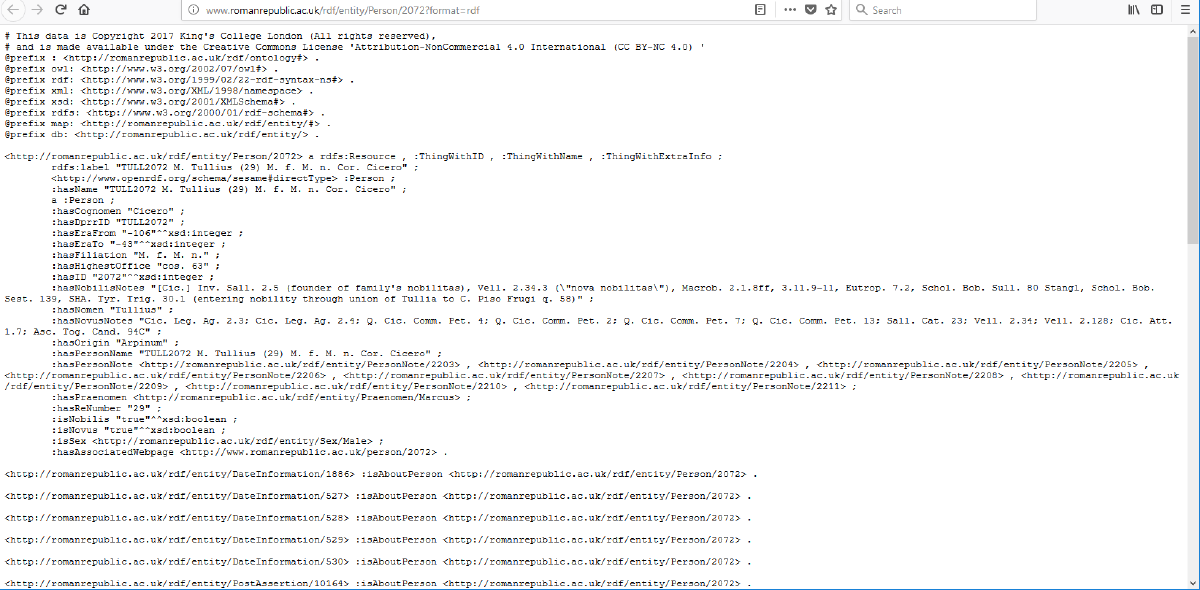 www.romanrepublic.ac.uk/rdf/entity/Person/2072?format=rdf
Search
# This data is Copyright 2017 King's College London (All rights reserved),
# and is made available under the Creative Commons License 'Attribution-NonCommercial 4.0 International (CC BY-NC 4.0) '
@prefix : <http://romanrepublic.ac.uk/rdf/ontology#> .
@prefix owl: <http://www.w3.org/2002/07/owl#> .
@prefix rdf: <http://www.w3.org/1999/02/22-rdf-syntax-ns#> .
@prefix xml: <http://www.w3.org/XML/1998/namespace> .
@prefix xsd: <http://www.w3.org/2001/XMLSchema#> .
@prefix rdfs: <http://www.w3.org/2000/01/rdf-schema#> .
@prefix map: <http://romanrepublic.ac.uk/rdf/entity/#> .
@prefix db: <http://romanrepublic.ac.uk/rdf/entity/> .
<http://romanrepublic.ac.uk/rdf/entity/Person/2072> a rdfs:Resource , :ThingWithID , :ThingWithName , :ThingWithExtraInfo ;
rdfs:label "TULL2072 M. Tullius (29) M. f. M. n. Cor. Cicero" ;
<http://www.openrdf.org/schema/sesame#directType> :Person ;
:hasName "TULL2072 M. Tullius (29) M. f. M. n. Cor. Cicero" ;
a :Person ;
:hasCognomen "Cicero" ;
:hasDprrID "TULL2072" ;
:hasEraFrom "-106"^^xsd:integer ;
:hasEraTo "-43"^^xsd:integer ;
:hasFiliation "M. f. M. n." ;
:hasHighestOffice "cos. 63" ;
:hasID "2072"^^xsd:integer ;
:hasNobilisNotes "[Cic.] Inv. Sall. 2.5 (founder of family's nobilitas), Vell. 2.34.3 (\"nova nobilitas\"), Macrob. 2.1.8ff, 3.11.9-11, Eutrop. 7.2, Schol. Bob. Sull. 80 Stangl, Schol. Bob.
Sest. 139, SHA. Tyr. Trig. 30.1 (entering nobility through union of Tullia to C. Piso Frugi q. 58)" ;
:hasNomen "Tullius" ;
:hasNovusNotes "Cic. Leg. Ag. 2.3; Cic. Leg. Ag. 2.4; Q. Cic. Comm. Pet. 4; Q. Cic. Comm. Pet. 2; Q. Cic. Comm. Pet. 7; Q. Cic. Comm. Pet. 13; Sall. Cat. 23; Vell. 2.34; Vell. 2.128; Cic. Att.
1.7; Asc. Tog. Cand. 94C" ;
:hasOrigin "Arpinum" ;
:hasPersonName "TULL2072 M. Tullius (29) M. f. M. n. Cor. Cicero" ;
:hasPersonNote <http://romanrepublic.ac.uk/rdf/entity/PersonNote/2203> , <http://romanrepublic.ac.uk/rdf/entity/PersonNote/2204> , <http://romanrepublic.ac.uk/rdf/entity/PersonNote/2205> ,
<http://romanrepublic.ac.uk/rdf/entity/PersonNote/2206> , <http://romanrepublic.ac.uk/rdf/entity/PersonNote/2207> , <http://romanrepublic.ac.uk/rdf/entity/PersonNote/2208> , <http://romanrepublic.ac.uk
/rdf/entity/PersonNote/2209> , <http://romanrepublic.ac.uk/rdf/entity/PersonNote/2210> , <http://romanrepublic.ac.uk/rdf/entity/PersonNote/2211> ;
:hasPraenomen <http://romanrepublic.ac.uk/rdf/entity/Praenomen/Marcus> ;
:hasReNumber "29" ;
:isNobilis "true"^^xsd:boolean ;
:isNovus "true"^^xsd:boolean ;
:isSex <http://romanrepublic.ac.uk/rdf/entity/Sex/Male> ;
:hasAssociatedWebpage <http://www.romanrepublic.ac.uk/person/2072> .
<http://romanrepublic.ac.uk/rdf/entity/DateInformation/1886> :isAboutPerson <http://romanrepublic.ac.uk/rdf/entity/Person/2072> .
<http://romanrepublic.ac.uk/rdf/entity/DateInformation/527> :isAboutPerson <http://romanrepublic.ac.uk/rdf/entity/Person/2072> .
<http://romanrepublic.ac.uk/rdf/entity/DateInformation/528> :isAboutPerson <http://romanrepublic.ac.uk/rdf/entity/Person/2072> .
<http://romanrepublic.ac.uk/rdf/entity/DateInformation/529> :isAboutPerson <http://romanrepublic.ac.uk/rdf/entity/Person/2072> .
<http://romanrepublic.ac.uk/rdf/entity/DateInformation/530> :isAboutPerson <http://romanrepublic.ac.uk/rdf/entity/Person/2072> .
<http://romanrepublic.ac.uk/rdf/entity/PostAssertion/10164> :isAboutPerson <http://romanrepublic.ac.uk/rdf/entity/Person/2072> .